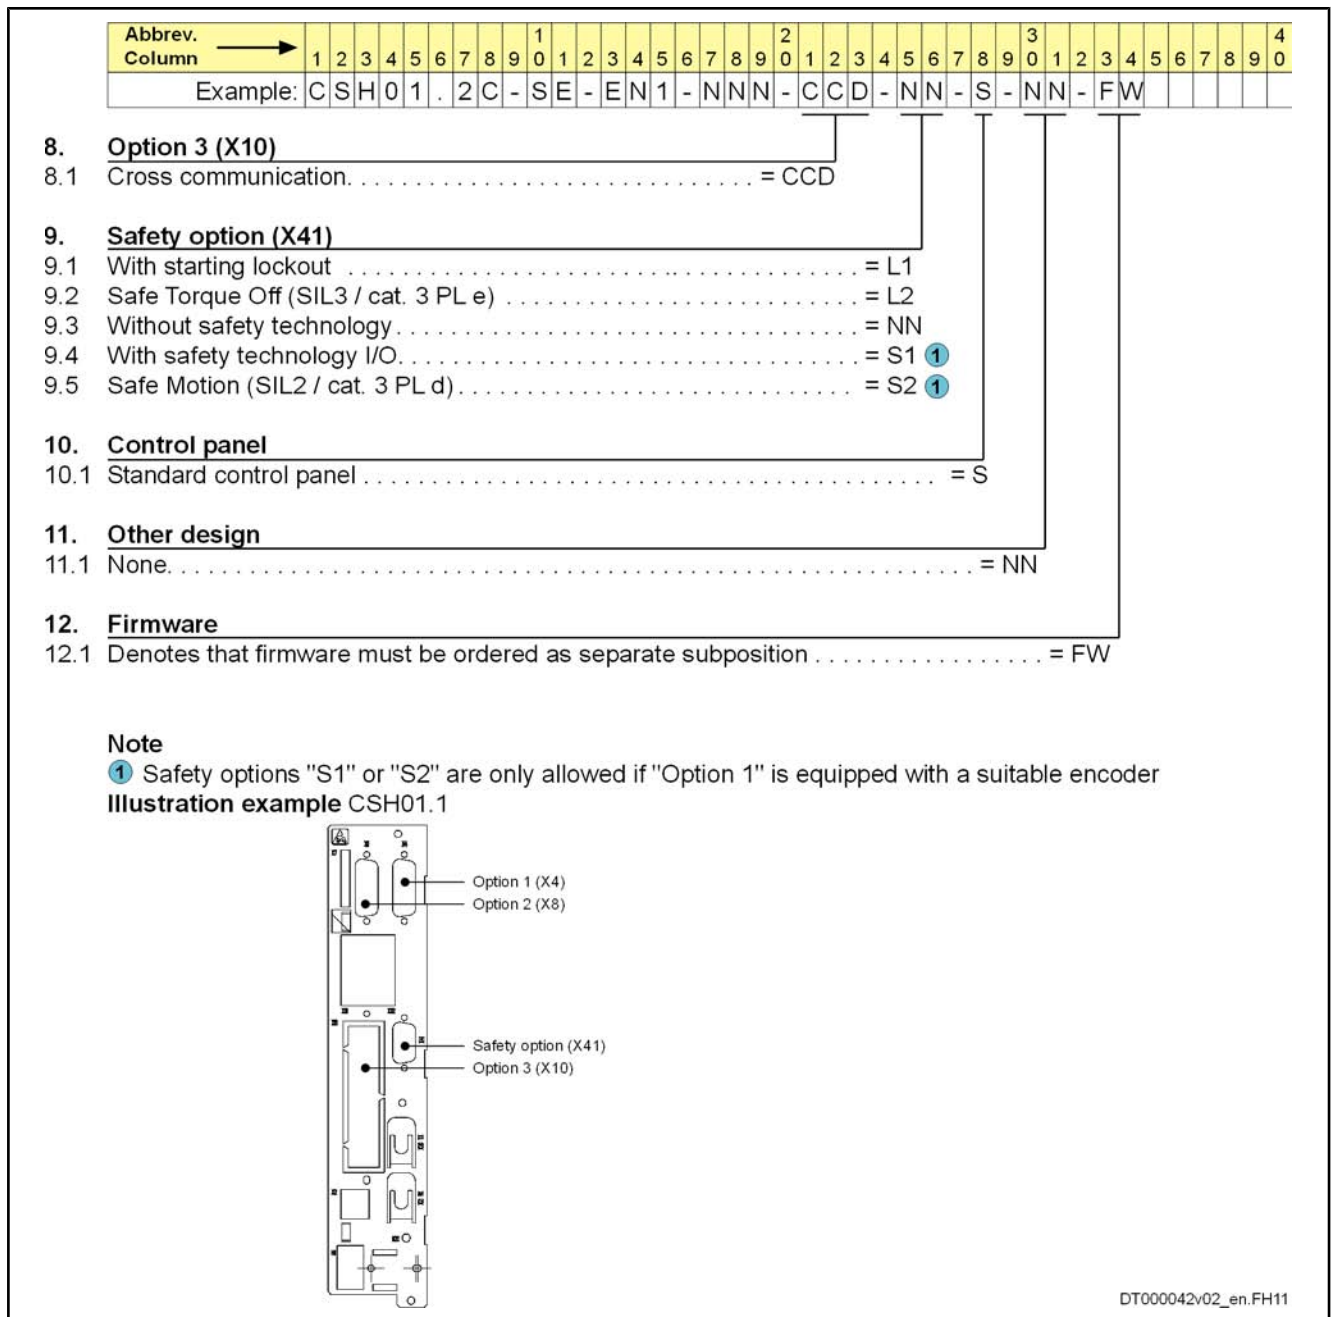 Abbrev. 1 2 3 4
Column 1 2 3 4 5 6 7 8 9 0 1 2 3 4 5 6 7 8 9 0 1 2 3 4 5 6 7 8 9 0 1 2 3 4 5 6 7 8 9 0
Example: C S H 0 1 . 2 C - S E - E N 1 - N N N - C C D - N N - S - N N - F W
8. Option 3 (X10)
8.1 Cross communication. . . . . . . . . . . . . . . . . . . . . . . . . . . . . . = CCD
9. Safety option (X41)
9.1 With starting lockout . . . . . . . . . . . . . . . . . . . . . . . . . . . . . . . . . . . . . . = L1
9.2 Safe Torque Off (SIL3 / cat. 3 PL e) . . . . . . . . . . . . . . . . . . . . . . . . . . = L2
9.3 Without safety technology . . . . . . . . . . . . . . . . . . . . . . . . . . . . . . . . . . = NN
9.4 With safety technology I/O. . . . . . . . . . . . . . . . . . . . . . . . . . . . . . . . . . = S1 1
9.5 Safe Motion (SIL2 / cat. 3 PL d) . . . . . . . . . . . . . . . . . . . . . . . . . . . . . = S2 1
10. Control panel
10.1 Standard control panel . . . . . . . . . . . . . . . . . . . . . . . . . . . . . . . . . . . . . . . . . . = S
11. Other design
11.1 None. . . . . . . . . . . . . . . . . . . . . . . . . . . . . . . . . . . . . . . . . . . . . . . . . . . . . . . . . . . = NN
12. Firmware
12.1 Denotes that firmware must be ordered as separate subposition . . . . . . . . . . . . . . . . . = FW
Note
1 Safety options "S1" or "S2" are only allowed if "Option 1" is equipped with a suitable encoder
Illustration example CSH01.1
Option 1 (X4)
Option 2 (X8)
Safety option (X41)
Option 3 (X10)
DT000042v02_en.FH11